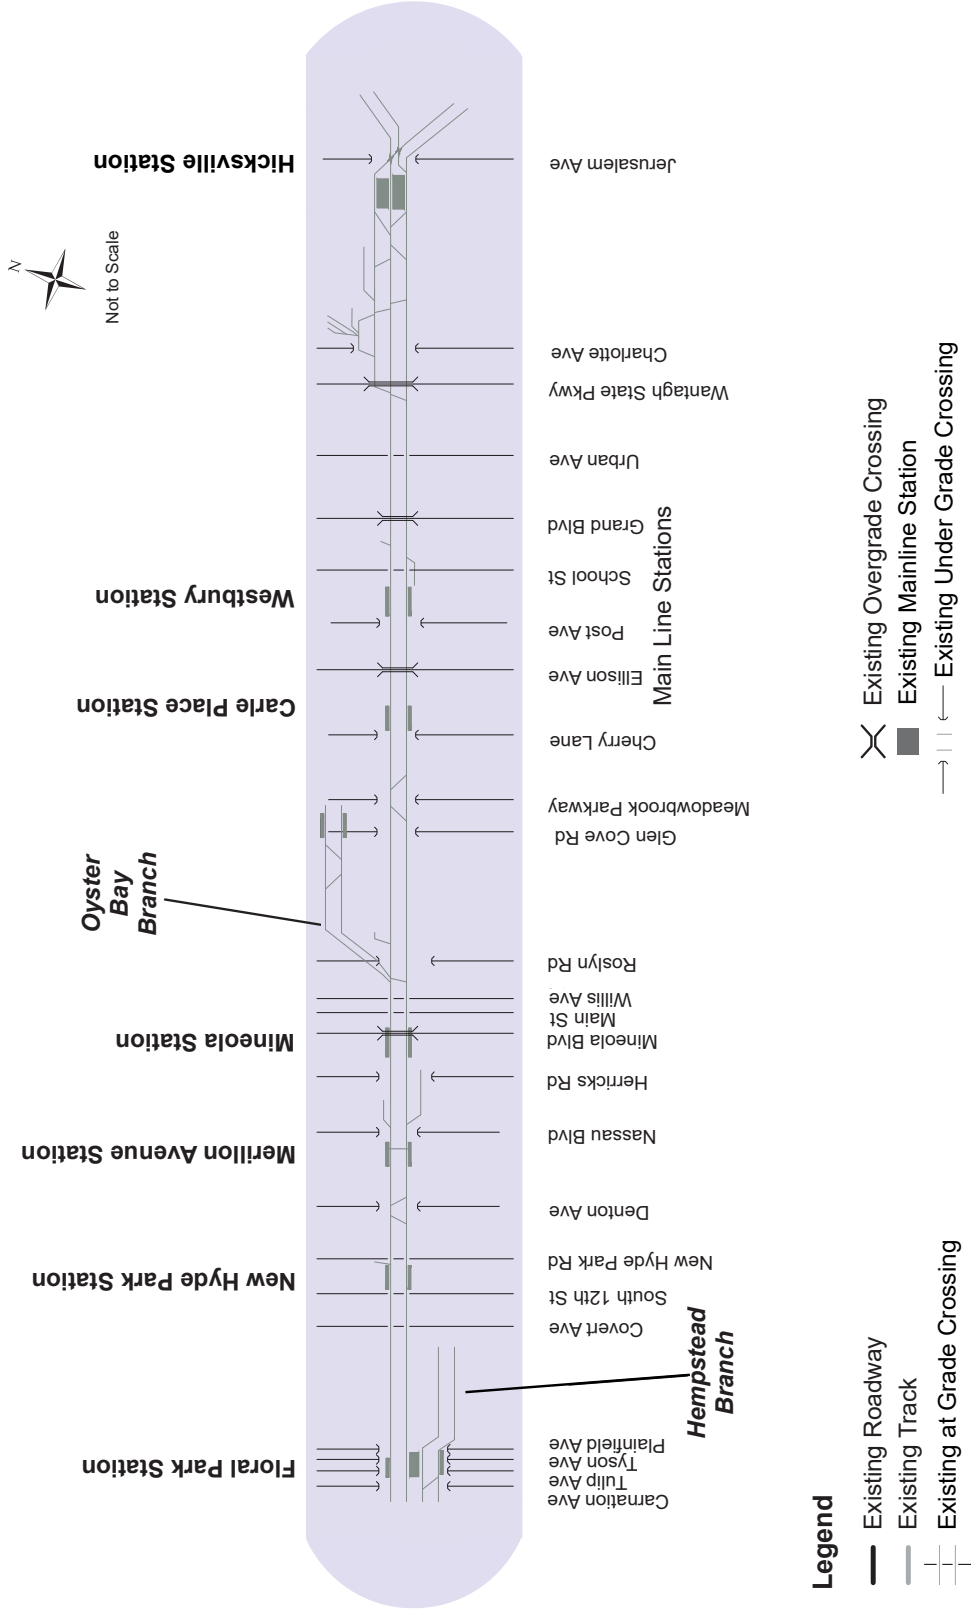 Hicksville Station
Westbury Station
Carle Place Station
Oyster
Bay
Branch
Mineola Station
Merillon Avenue Station
New Hyde Park Station
Floral Park Station
N
Not to Scale
Jerusalem Ave
Charlotte Ave
Wantagh State Pkwy
Urban Ave
Grand Blvd
School St
Post Ave
Ellison Ave
Cherry Lane
Meadowbrook Parkway
Glen Cove Rd
Roslyn Rd
Willis Ave
Main St
Mineola Blvd
Herricks Rd
Nassau Blvd
Denton Ave
New Hyde Park Rd
South 12th St
Covert Ave
Plainfield Ave
Tyson Ave
Tulip Ave
Carnation Ave
Hempstead
Branch
Main Line Stations
Legend
Existing Roadway
Existing Track
Existing at Grade Crossing
Existing Overgrade Crossing
Existing Mainline Station
Existing Under Grade Crossing